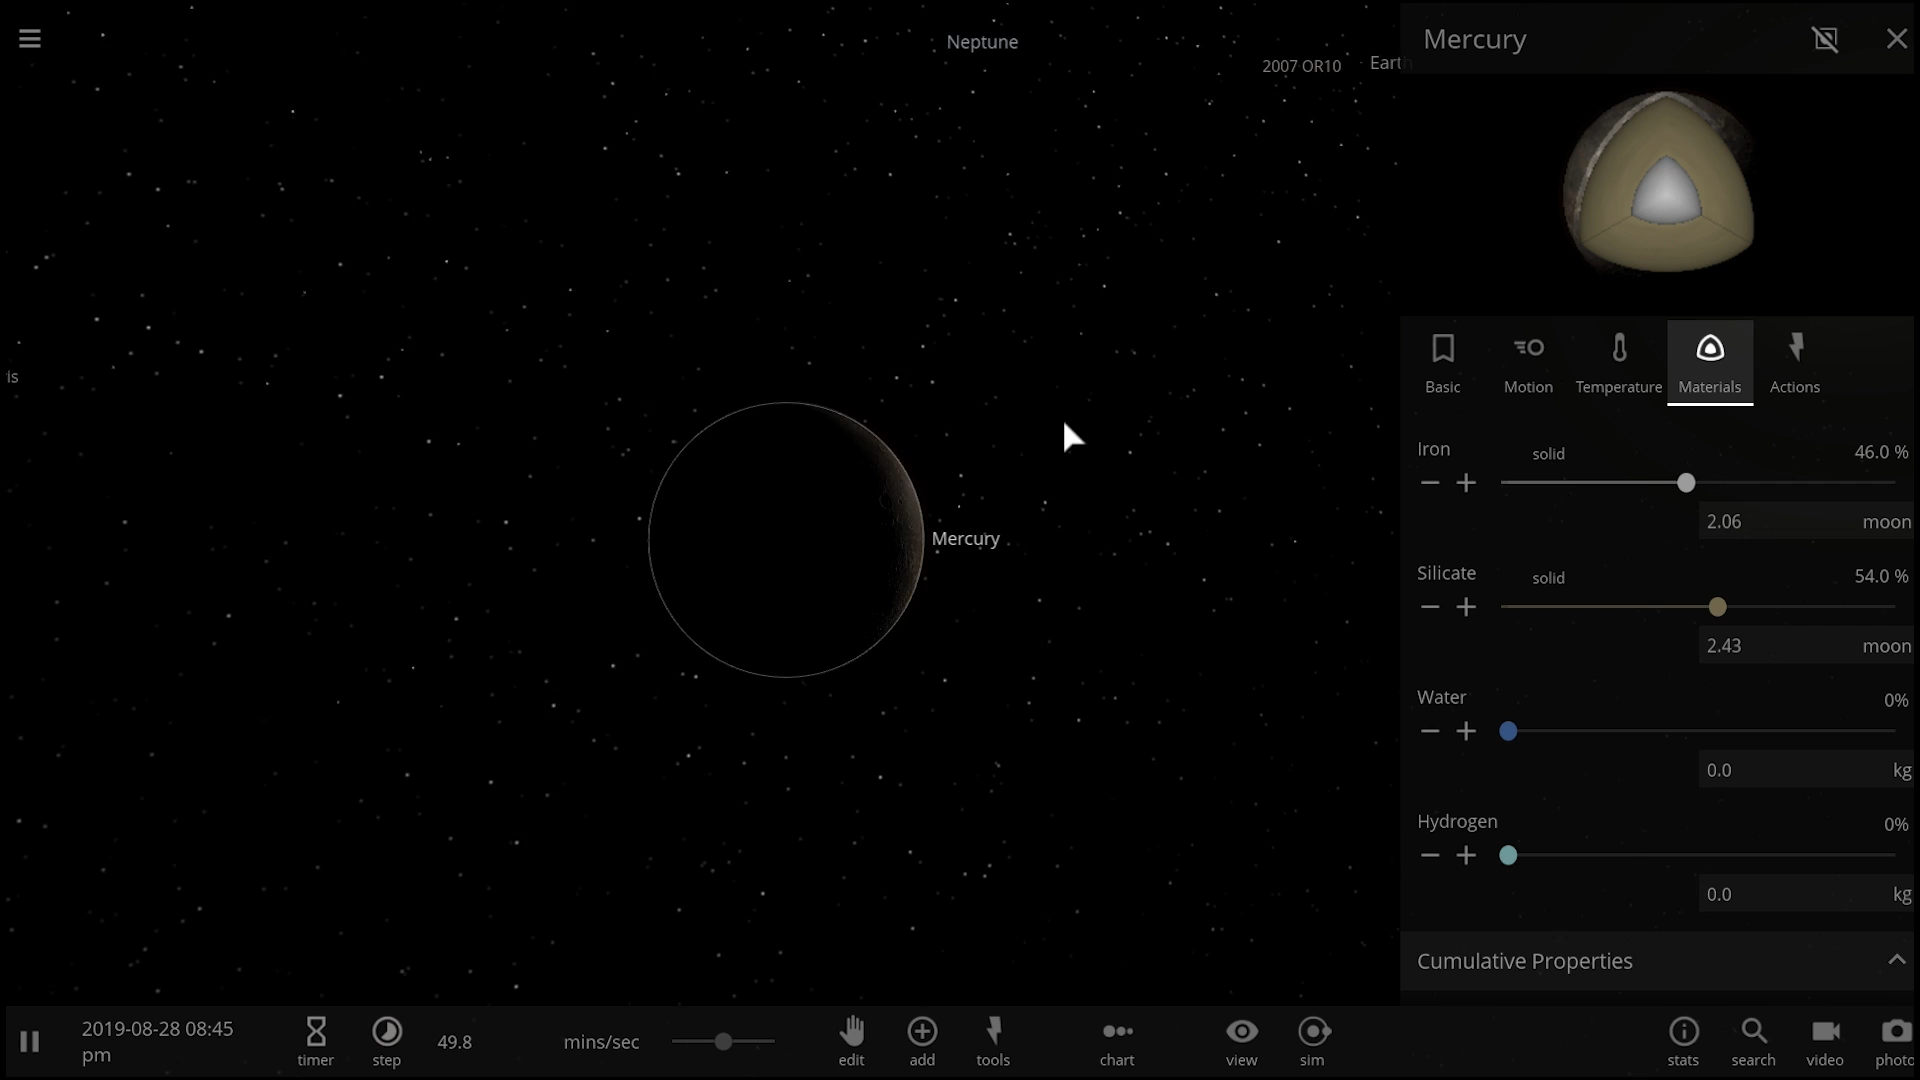 Neptune
2007 OR10
Eart
is
Mercury
Mercury
Basic
Motion
Temperature
Materials
Actions
Iron
solid
46.0 %
2.06 moon
Silicate
solid
54.0 %
2.43 moon
Water
0%
0.0 kg
Hydrogen
0%
0.0 kg
Cumulative Properties
2019-08-28 08:45
pm
timer
step
49.8
mins/sec
edit
add
tools
chart
view
sim
stats
search
video
photo